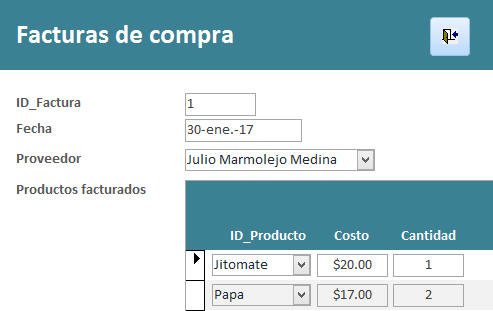 Facturas de compra
ID_Factura 1
Fecha 30-ene.-17
Proveedor Julio Marmolejo Medina
Productos facturados
ID_Producto Costo Cantidad
Jitomate $20.00 1
Papa $17.00 2